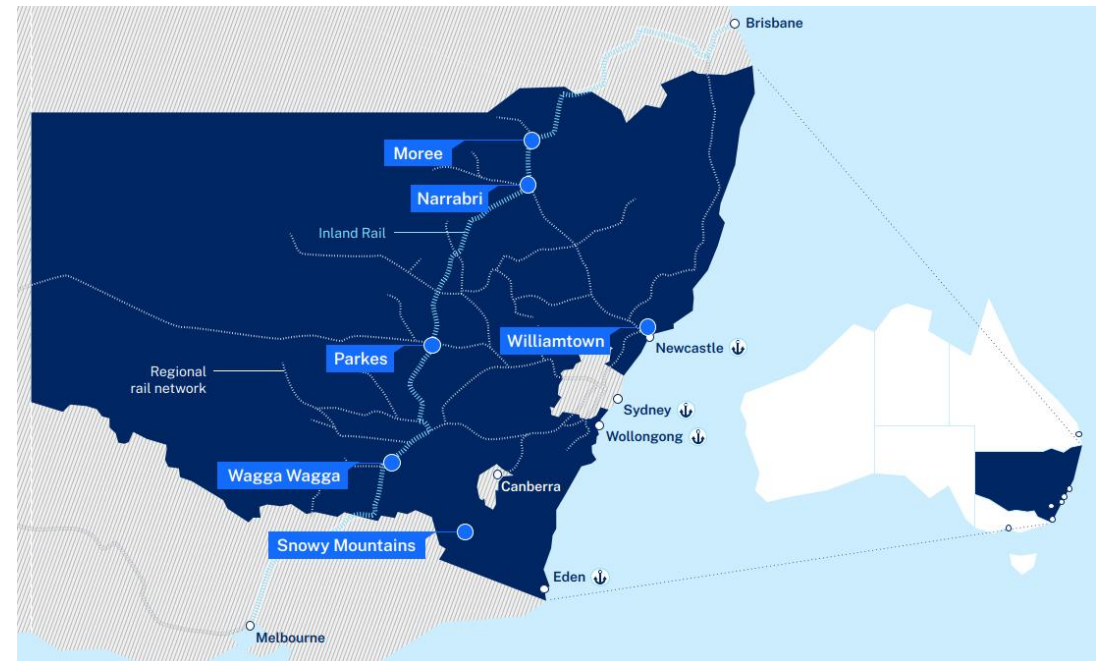 Brisbane
Moree
Narrabri
Inland Rail
Williamtown
Newcastle
Parkes
Regional
rail network
Sydney
Wollongong
Wagga Wagga
Canberra
Snowy Mountains
Eden
Melbourne